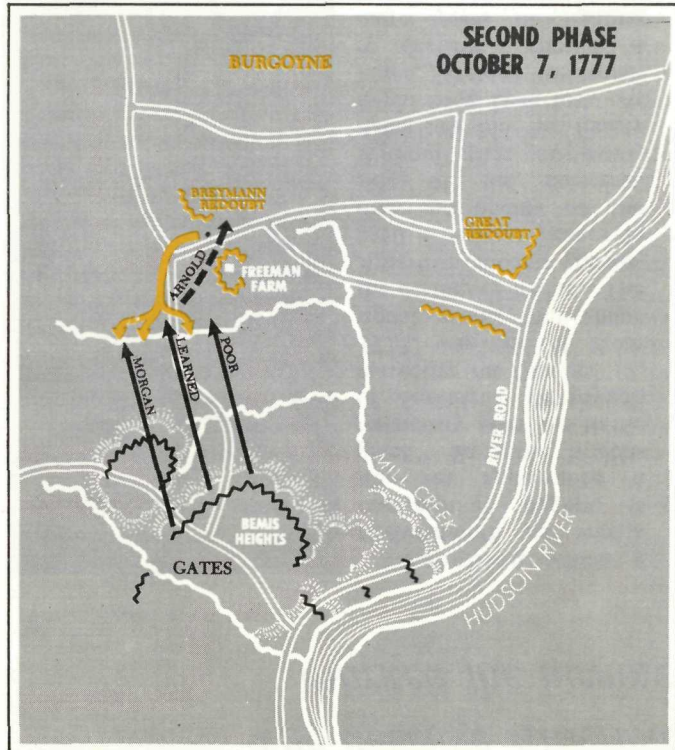 SECOND PHASE
OCTOBER 7, 1777
BURGOYNE
BREYMANN
REDOUBT
GREAT
REDOUBT
ARNOLD
FREEMAN
FARM
MORGAN
LEARNED
POOR
RIVER ROAD
MILL CREEK
BEMIS
HEIGHTS
GATES
HUDSON RIVER